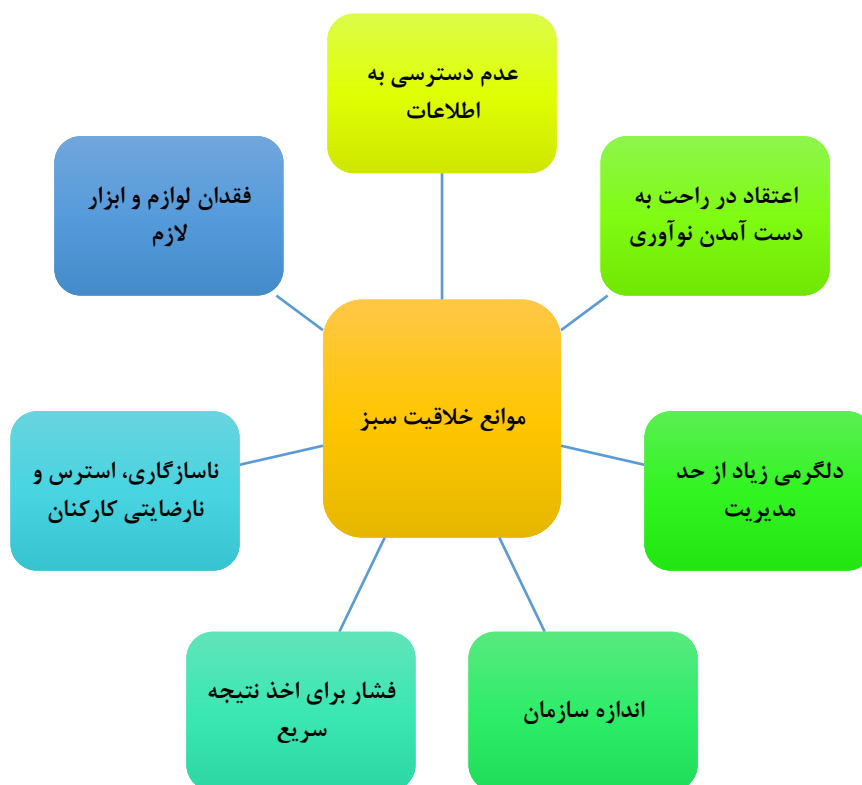 عدم دسترسی به
اطلاعات
اعتقاد در راحت به
دست آمدن نوآوری
فقدان لوازم و ابزار
لازم
موانع خلاقیت سبز
دلگرمی زیاد از حد
مدیریت
ناسازگاری، استرس و
نارضایتی کارکنان
اندازه سازمان
فشار برای اخذ نتیجه
سریع